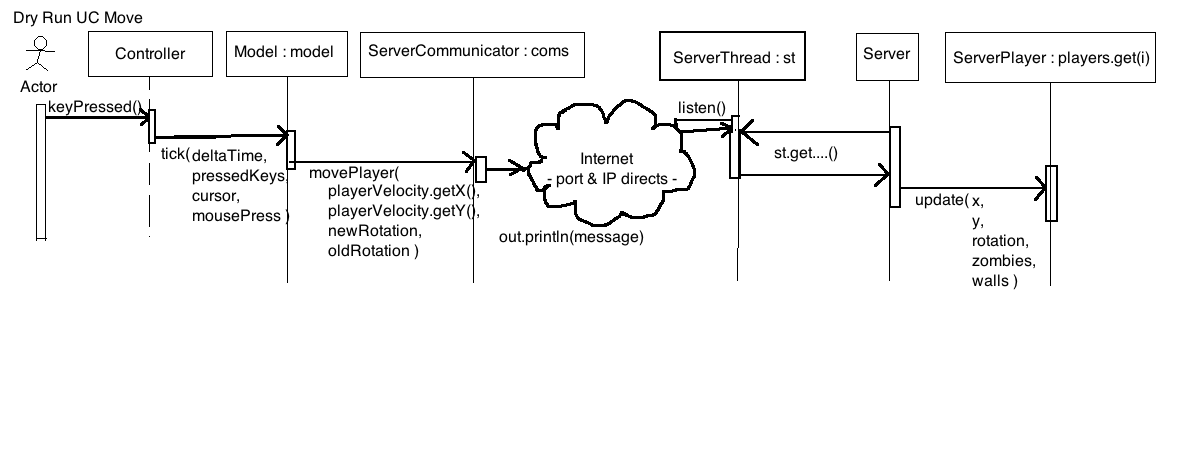 Dry Run UC Move
Actor
Controller
Model : model
ServerCommunicator : coms
ServerThread : st
Server
ServerPlayer : players.get(i)
keyPressed()
tick( deltaTime,
pressedKeys,
cursor,
mousePress )
movePlayer(
playerVelocity.getX(),
playerVelocity.getY(),
newRotation,
oldRotation )
Internet
- port & IP directs -
out.println(message)
listen()
st.get....()
update( x,
y,
rotation,
zombies,
walls )